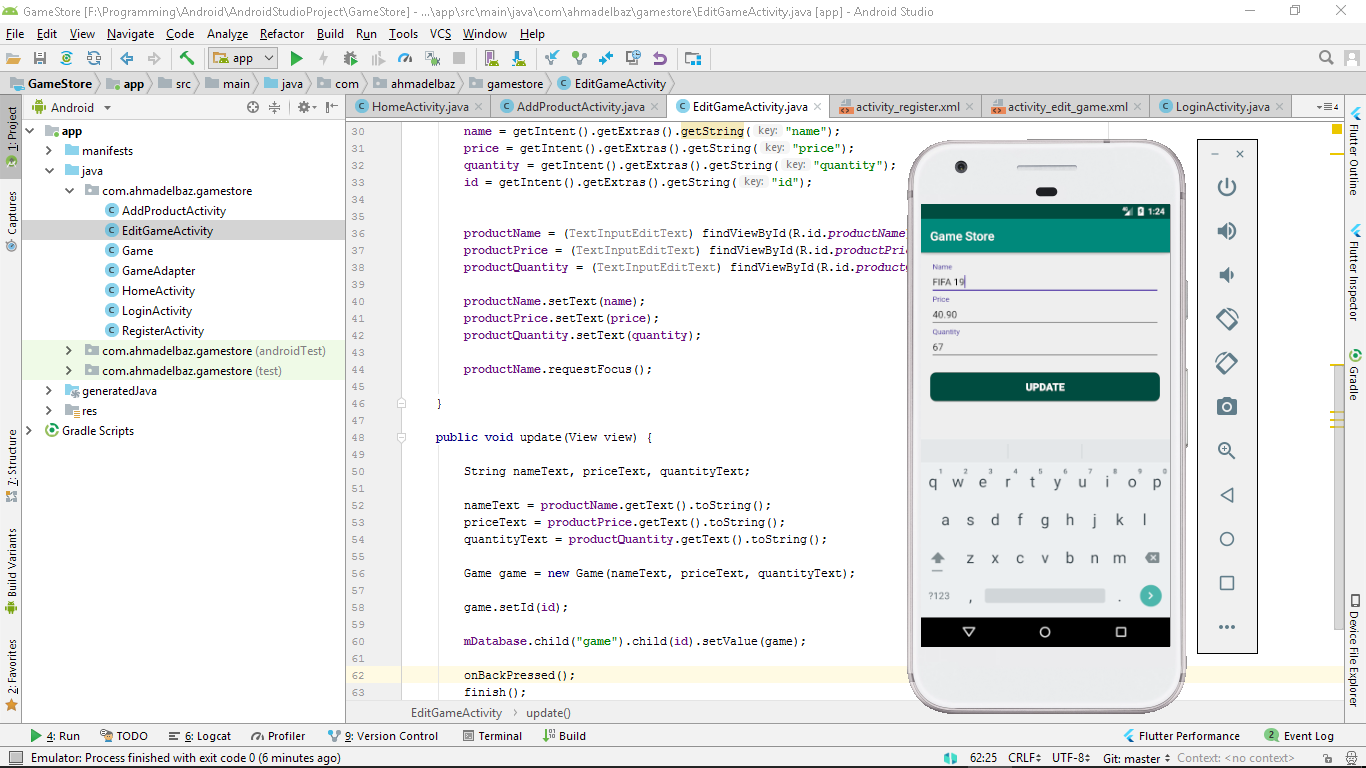 GameStore [F:\Programming\Android\AndroidStudioProject\GameStore] - ...\app\src\main\java\com\ahmadelbaz\gamestore\EditGameActivity.java [app] - Android Studio
File Edit View Navigate Code Analyze Refactor Build Run Tools VCS Window Help
app
GameStore app src main java com ahmadelbaz gamestore EditGameActivity
Android
HomeActivity.java AddProductActivity.java EditGameActivity.java activity_register.xml activity_edit_game.xml LoginActivity.java 4
1: Project
Captures
7: Structure
Build Variants
2: Favorites
app
manifests
java
com.ahmadelbaz.gamestore
AddProductActivity
EditGameActivity
Game
GameAdapter
HomeActivity
LoginActivity
RegisterActivity
com.ahmadelbaz.gamestore (androidTest)
com.ahmadelbaz.gamestore (test)
generatedJava
res
Gradle Scripts
30 name = getIntent().getExtras().getString( key: "name");
31 price = getIntent().getExtras().getString( key: "price");
32 quantity = getIntent().getExtras().getString( key: "quantity");
33 id = getIntent().getExtras().getString( key: "id");
34
35
36 productName = (TextInputEditText) findViewById(R.id.productName
37 productPrice = (TextInputEditText) findViewById(R.id.productPri
38 productQuantity = (TextInputEditText) findViewById(R.id.product
39
40 productName.setText(name);
41 productPrice.setText(price);
42 productQuantity.setText(quantity);
43
44 productName.requestFocus();
45
46 }
47
48 public void update(View view) {
49
50 String nameText, priceText, quantityText;
51
52 nameText = productName.getText().toString();
53 priceText = productPrice.getText().toString();
54 quantityText = productQuantity.getText().toString();
55
56 Game game = new Game(nameText, priceText, quantityText);
57
58 game.setId(id);
59
60 mDatabase.child("game").child(id).setValue(game);
61
62 onBackPressed();
63 finish();
EditGameActivity › update()
1:24
Game Store
Name
FIFA 19
Price
40.90
Quantity
67
UPDATE
1 2 3 4 5 6 7 8 9 0
q w e r t y u i o p
a s d f g h j k l
z x c v b n m
?123 , .
Flutter Outline
Flutter Inspector
Gradle
Device File Explorer
4: Run TODO 6: Logcat Profiler 9: Version Control Terminal Build Flutter Performance 2 Event Log
Emulator: Process finished with exit code 0 (6 minutes ago) 62:25 CRLF UTF-8 Git: master Context: <no context>